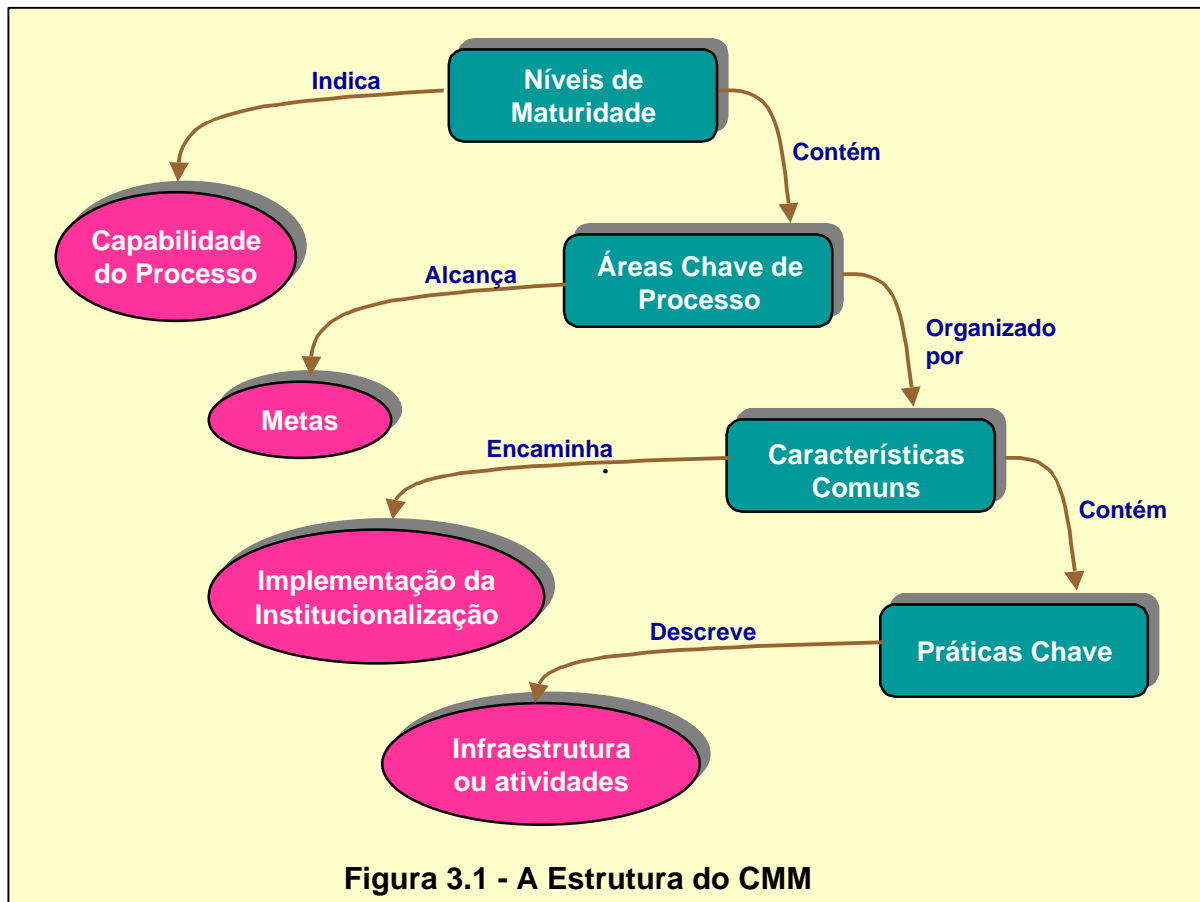 Indica
Níveis de
Maturidade
Contém
Capabilidade
do Processo
Alcança
Áreas Chave de
Processo
Organizado
por
Metas
Encaminha
Características
Comuns
Contém
Implementação da
Institucionalização
Descreve
Práticas Chave
Infraestrutura
ou atividades
Figura 3.1 - A Estrutura do CMM